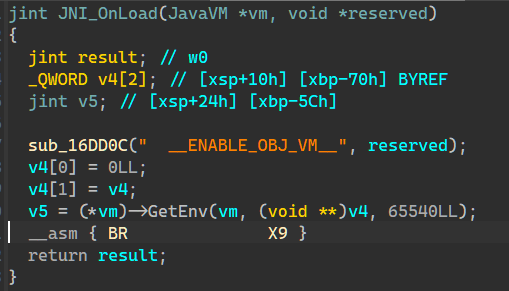 jint JNI_OnLoad(JavaVM *vm, void *reserved)
{
jint result; // w0
_QWORD v4[2]; // [xsp+10h] [xbp-70h] BYREF
jint v5; // [xsp+24h] [xbp-5Ch]
sub_16DD0C("  __ENABLE_OBJ_VM__", reserved);
v4[0] = 0LL;
v4[1] = v4;
v5 = (*vm)->GetEnv(vm, (void **)v4, 65540LL);
__asm { BR              X9 }
return result;
}